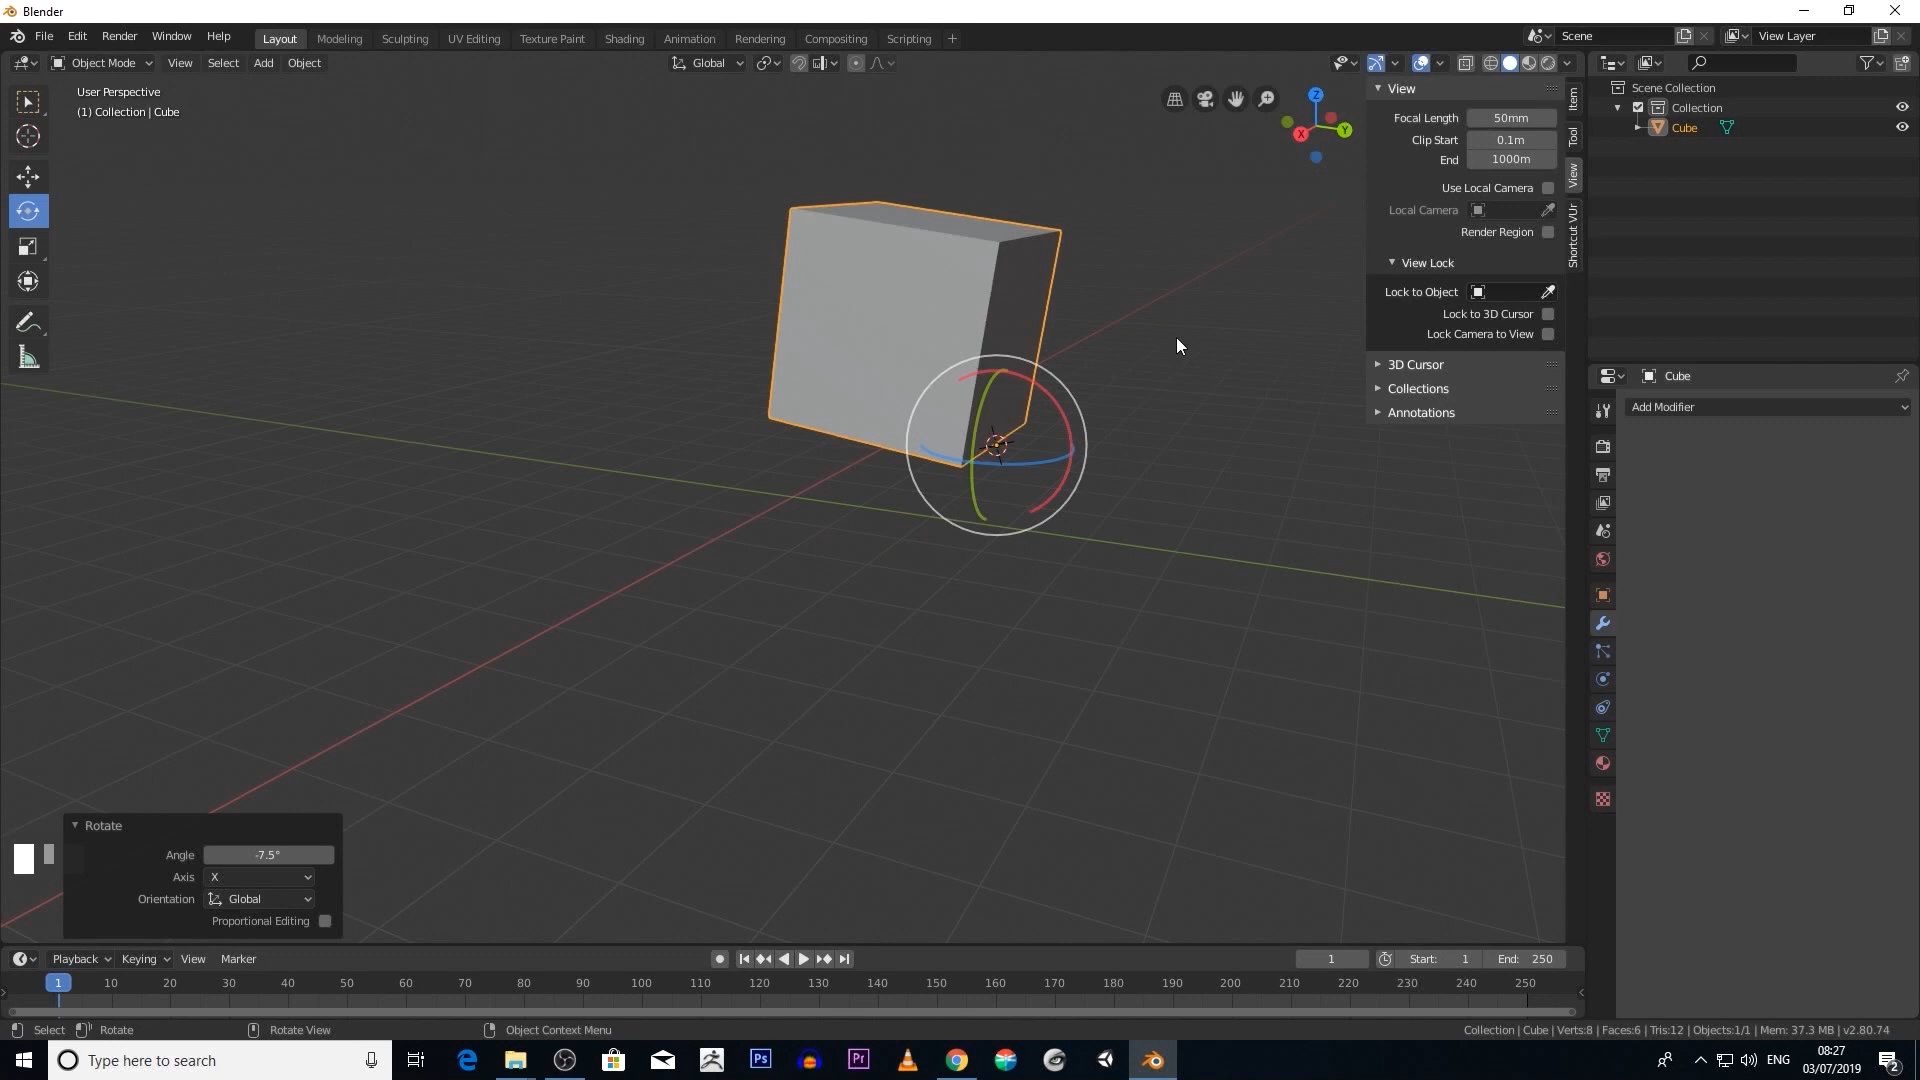 Blender
File Edit Render Window Help
Layout Modeling Sculpting UV Editing Texture Paint Shading Animation Rendering Compositing Scripting +
Scene
View Layer
Object Mode View Select Add Object
Global
User Perspective
(1) Collection | Cube
Z
X
Y
View
Focal Length 50mm
Clip Start 0.1m
End 1000m
Use Local Camera
Local Camera
Render Region
View Lock
Lock to Object
Lock to 3D Cursor
Lock Camera to View
3D Cursor
Collections
Annotations
Item
Tool
View
Shortcut VUr
Scene Collection
Collection
Cube
Cube
Add Modifier
Rotate
Angle -7.5°
Axis X
Orientation Global
Proportional Editing
Playback Keying View Marker
1
Start: 1
End: 250
1 10 20 30 40 50 60 70 80 90 100 110 120 130 140 150 160 170 180 190 200 210 220 230 240 250
Select Rotate Rotate View Object Context Menu
Collection | Cube | Verts:8 | Faces:6 | Tris:12 | Objects:1/1 | Mem: 37.3 MB | v2.80.74
Type here to search
Ps
Pr
ENG
08:27
03/07/2019
2